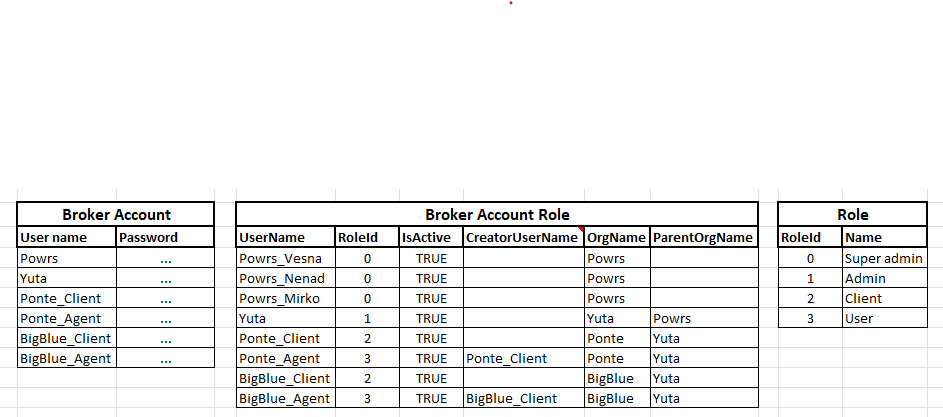 Broker Account Broker Account Role Role
User name Password UserName RoleId IsActive CreatorUserName OrgName ParentOrgName RoleId Name
Powrs ... Powrs_Vesna 0 TRUE Powrs 0 Super admin
Yuta ... Powrs_Nenad 0 TRUE Powrs 1 Admin
Ponte_Client ... Powrs_Mirko 0 TRUE Powrs 2 Client
Ponte_Agent ... Yuta 1 TRUE Yuta Powrs 3 User
BigBlue_Client ... Ponte_Client 2 TRUE Ponte Yuta
BigBlue_Agent ... Ponte_Agent 3 TRUE Ponte_Client Ponte Yuta
BigBlue_Client 2 TRUE BigBlue Yuta
BigBlue_Agent 3 TRUE BigBlue_Client BigBlue Yuta